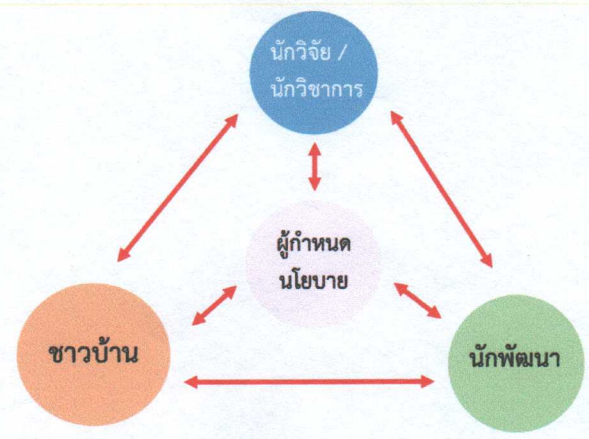 นักวิจัย /
นักวิชาการ
ผู้กำหนด
นโยบาย
ชาวบ้าน
นักพัฒนา